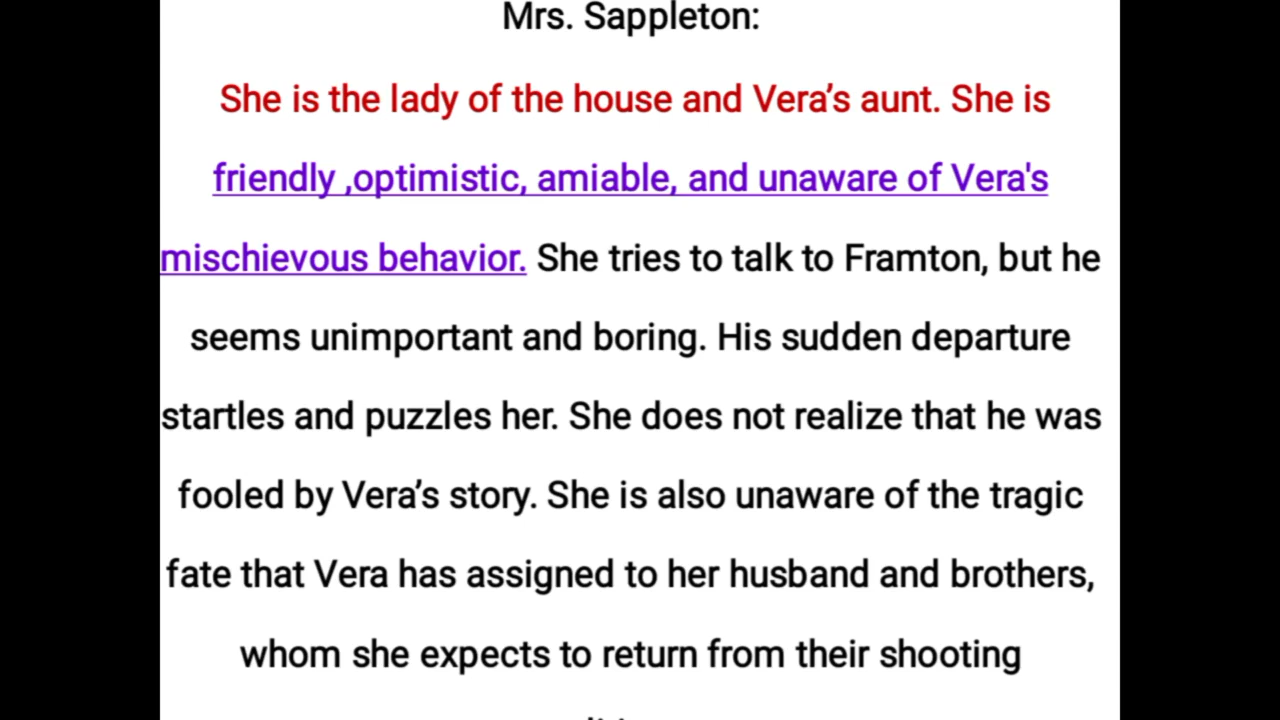 Mrs. Sappleton:
She is the lady of the house and Vera’s aunt. She is
friendly ,optimistic, amiable, and unaware of Vera's
mischievous behavior. She tries to talk to Framton, but he
seems unimportant and boring. His sudden departure
startles and puzzles her. She does not realize that he was
fooled by Vera’s story. She is also unaware of the tragic
fate that Vera has assigned to her husband and brothers,
whom she expects to return from their shooting